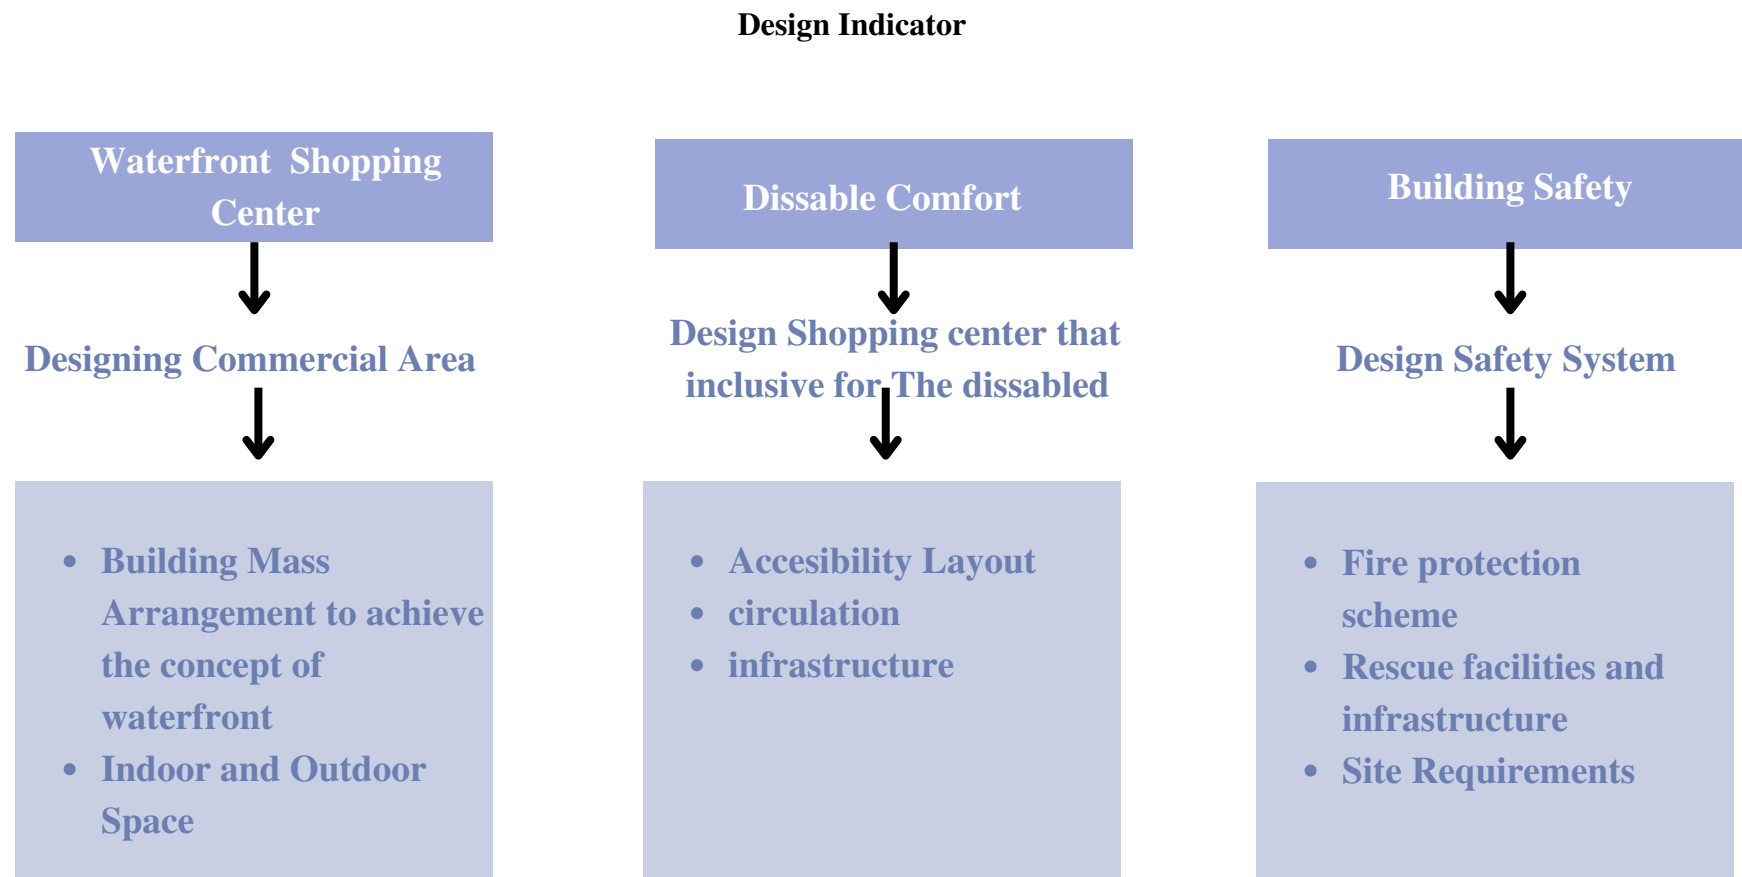 Design Indicator
Waterfront  Shopping
Center
Designing Commercial Area
• Building Mass
Arrangement to achieve
the concept of
waterfront
• Indoor and Outdoor
Space
Dissable Comfort
Design Shopping center that
inclusive for The dissabled
• Accesibility Layout
• circulation
• infrastructure
Building Safety
Design Safety System
• Fire protection
scheme
• Rescue facilities and
infrastructure
• Site Requirements